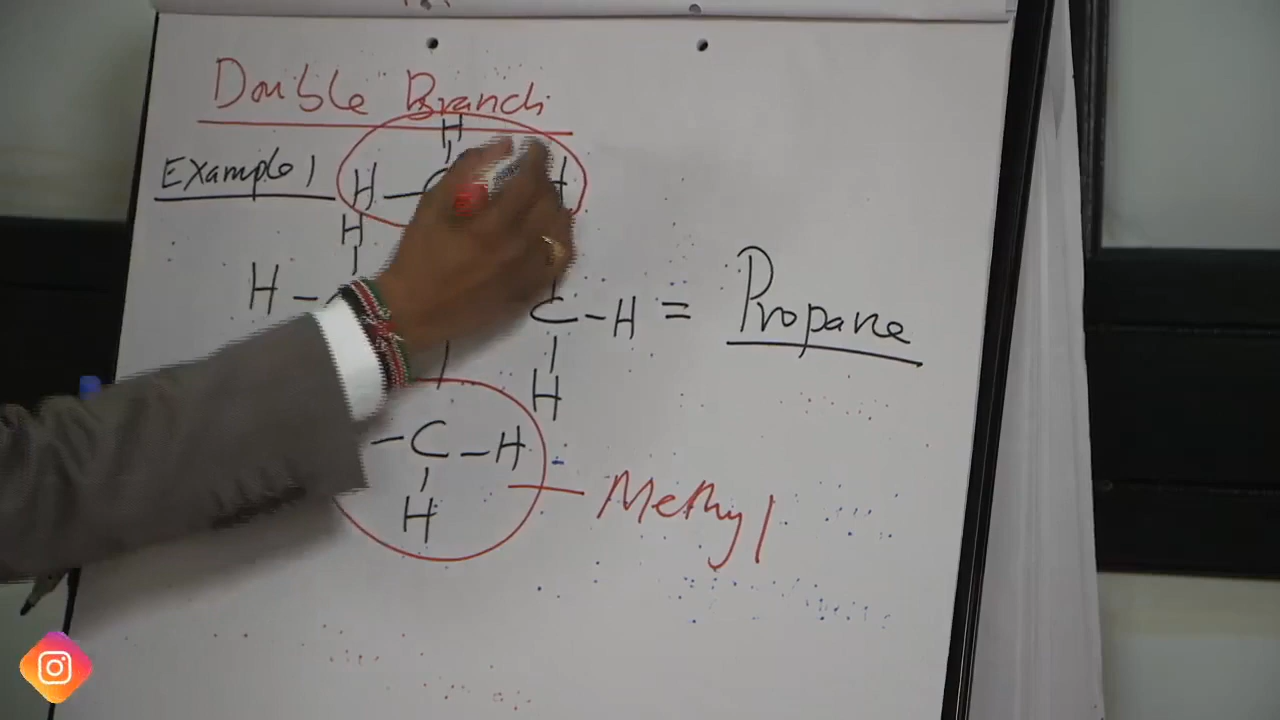 Double Branch
H
Example 1 H – C H
H
H –
C – H = Propane
H
– C – H
H
Methyl